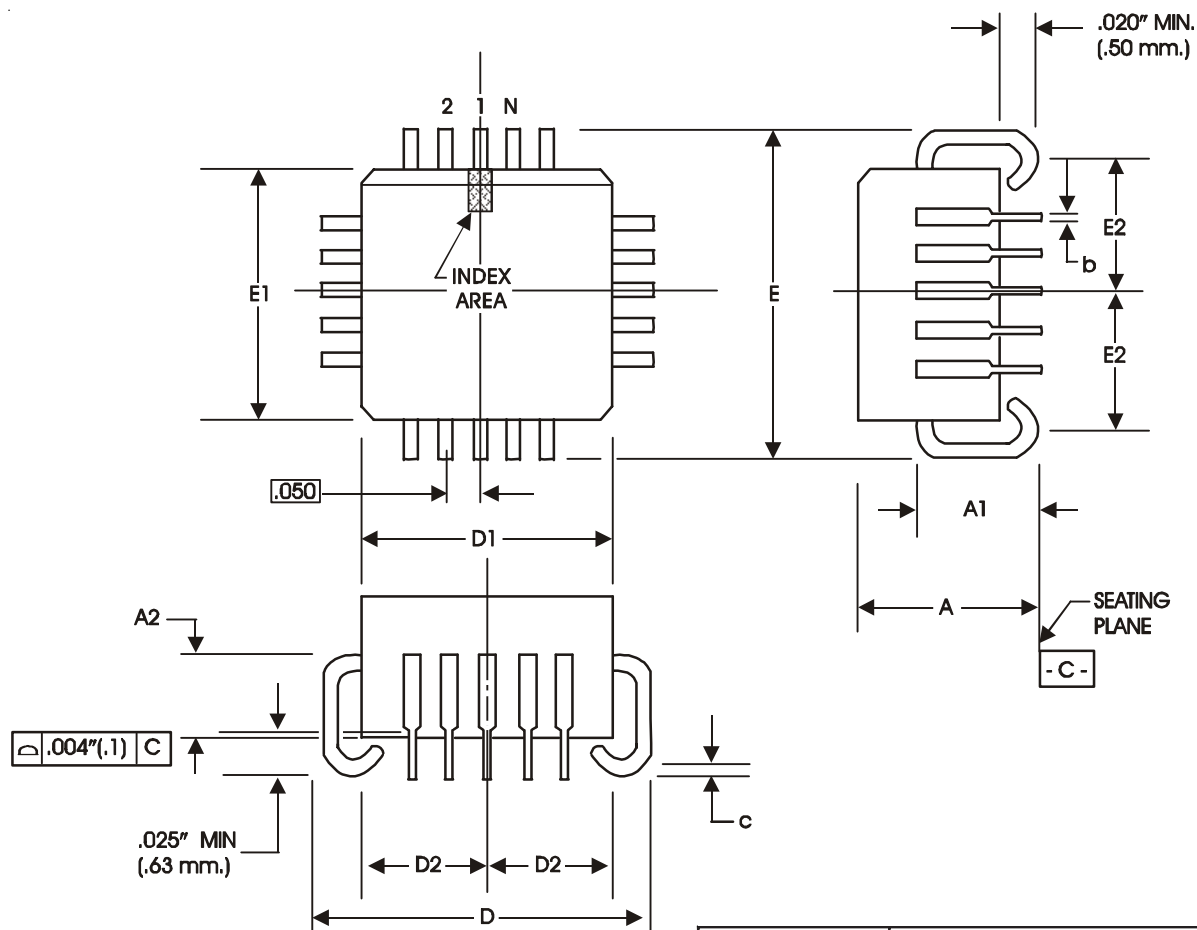 .020" MIN.
(.50 mm.)
2 1 N
E2
b
INDEX
AREA
E1
E
E2
.050
A1
D1
A2
A
SEATING
PLANE
- C -
⌓ .004"(.1) C
c
.025" MIN
(.63 mm.)
D2 D2
D